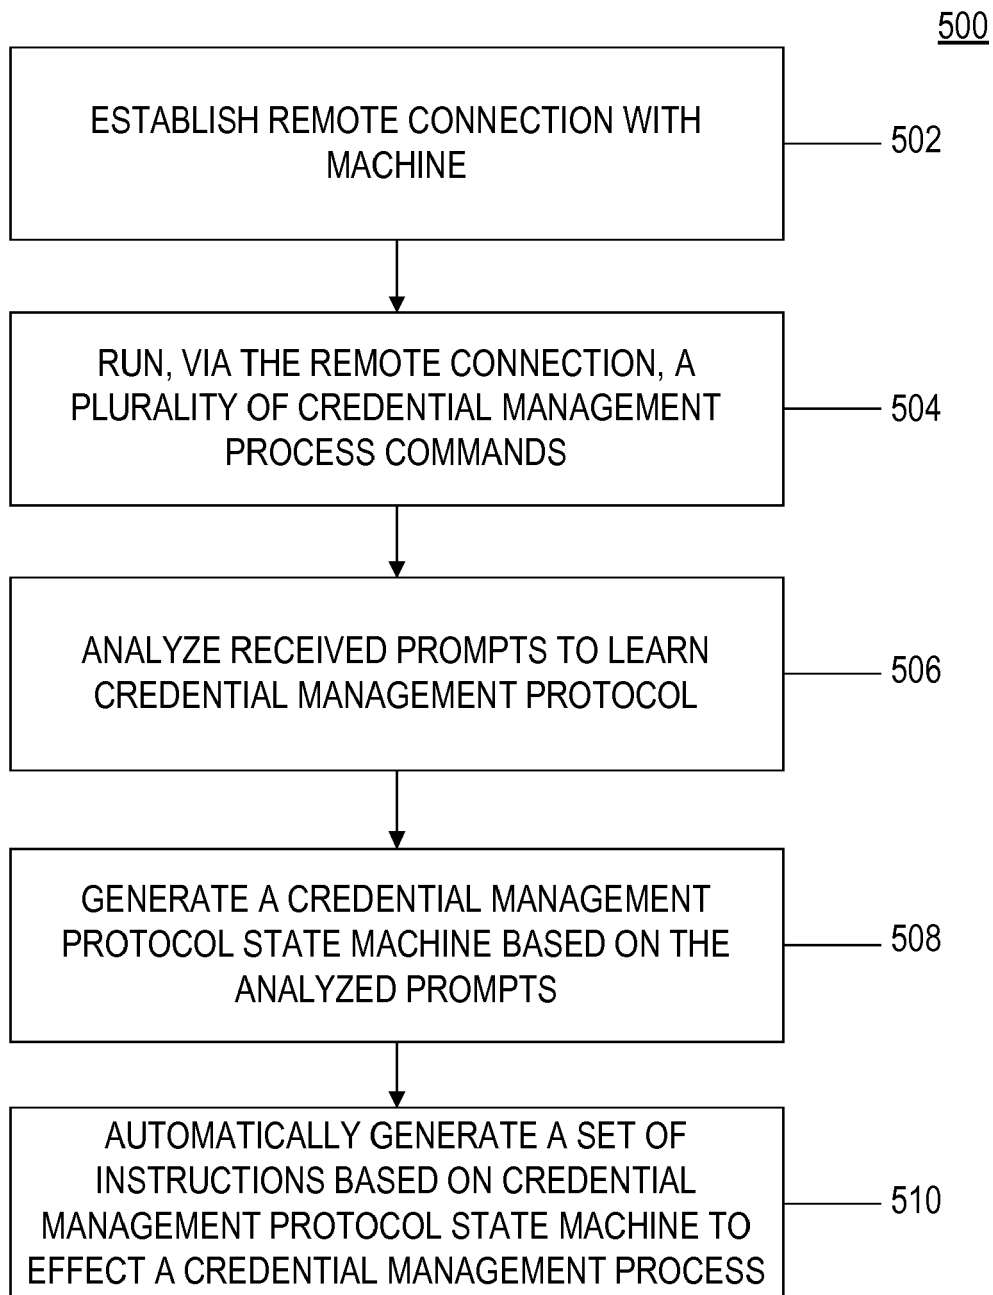 500
ESTABLISH REMOTE CONNECTION WITH
MACHINE
502
RUN, VIA THE REMOTE CONNECTION, A
PLURALITY OF CREDENTIAL MANAGEMENT
PROCESS COMMANDS
504
ANALYZE RECEIVED PROMPTS TO LEARN
CREDENTIAL MANAGEMENT PROTOCOL
506
GENERATE A CREDENTIAL MANAGEMENT
PROTOCOL STATE MACHINE BASED ON THE
ANALYZED PROMPTS
508
AUTOMATICALLY GENERATE A SET OF
INSTRUCTIONS BASED ON CREDENTIAL
MANAGEMENT PROTOCOL STATE MACHINE TO
EFFECT A CREDENTIAL MANAGEMENT PROCESS
510